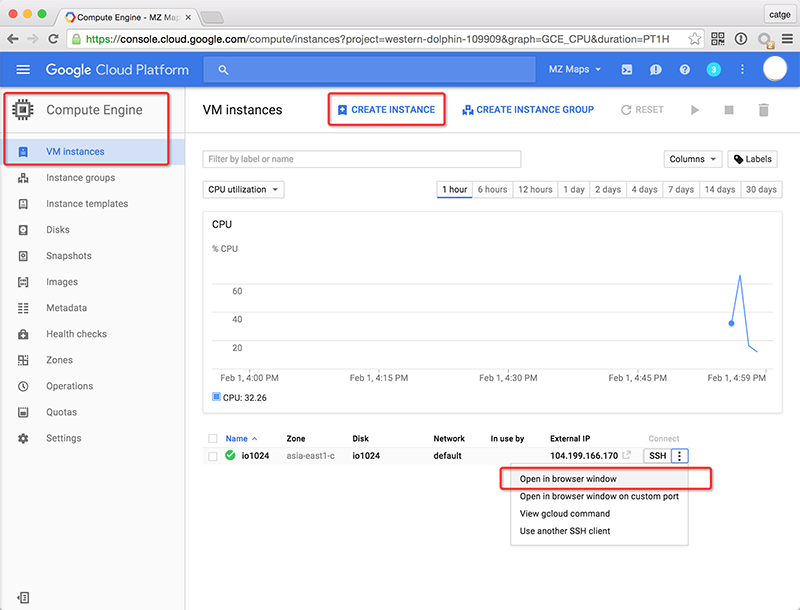 Compute Engine - MZ Map
catge
https://console.cloud.google.com/compute/instances?project=western-dolphin-109909&graph=GCE_CPU&duration=PT1H
Google Cloud Platform
MZ Maps
3
Compute Engine
VM instances
CREATE INSTANCE
CREATE INSTANCE GROUP
RESET
VM instances
Instance groups
Instance templates
Disks
Snapshots
Images
Metadata
Health checks
Zones
Operations
Quotas
Settings
Filter by label or name
Columns
Labels
CPU utilization
1 hour
6 hours
12 hours
1 day
2 days
4 days
7 days
14 days
30 days
CPU
% CPU
60
40
20
Feb 1, 4:00 PM
Feb 1, 4:15 PM
Feb 1, 4:30 PM
Feb 1, 4:45 PM
Feb 1, 4:59 PM
CPU: 32.26
Name Zone Disk Network In use by External IP Connect
io1024 asia-east1-c io1024 default 104.199.166.170 SSH
Open in browser window
Open in browser window on custom port
View gcloud command
Use another SSH client